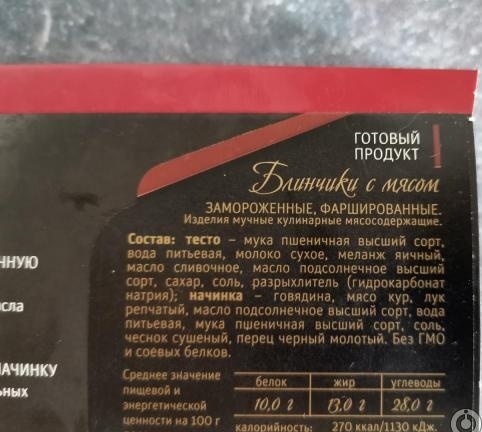 ГОТОВЫЙ
ПРОДУКТ
Блинчики с мясом
ЗАМОРОЖЕННЫЕ, ФАРШИРОВАННЫЕ.
Изделия мучные кулинарные мясосодержащие.
Состав: тесто – мука пшеничная высший сорт,
вода питьевая, молоко сухое, меланж яичный,
масло сливочное, масло подсолнечное высший
сорт, сахар, соль, разрыхлитель (гидрокарбонат
натрия); начинка – говядина, мясо кур, лук
репчатый, масло подсолнечное высший сорт, вода
питьевая, мука пшеничная высший сорт, соль,
чеснок сушеный, перец черный молотый. Без ГМО
и соевых белков.
Среднее значение
пищевой и
энергетической
ценности на 100 г
белок жир углеводы
10,0 г 13,0 г 28,0 г
калорийность: 270 ккал/1130 кДж.